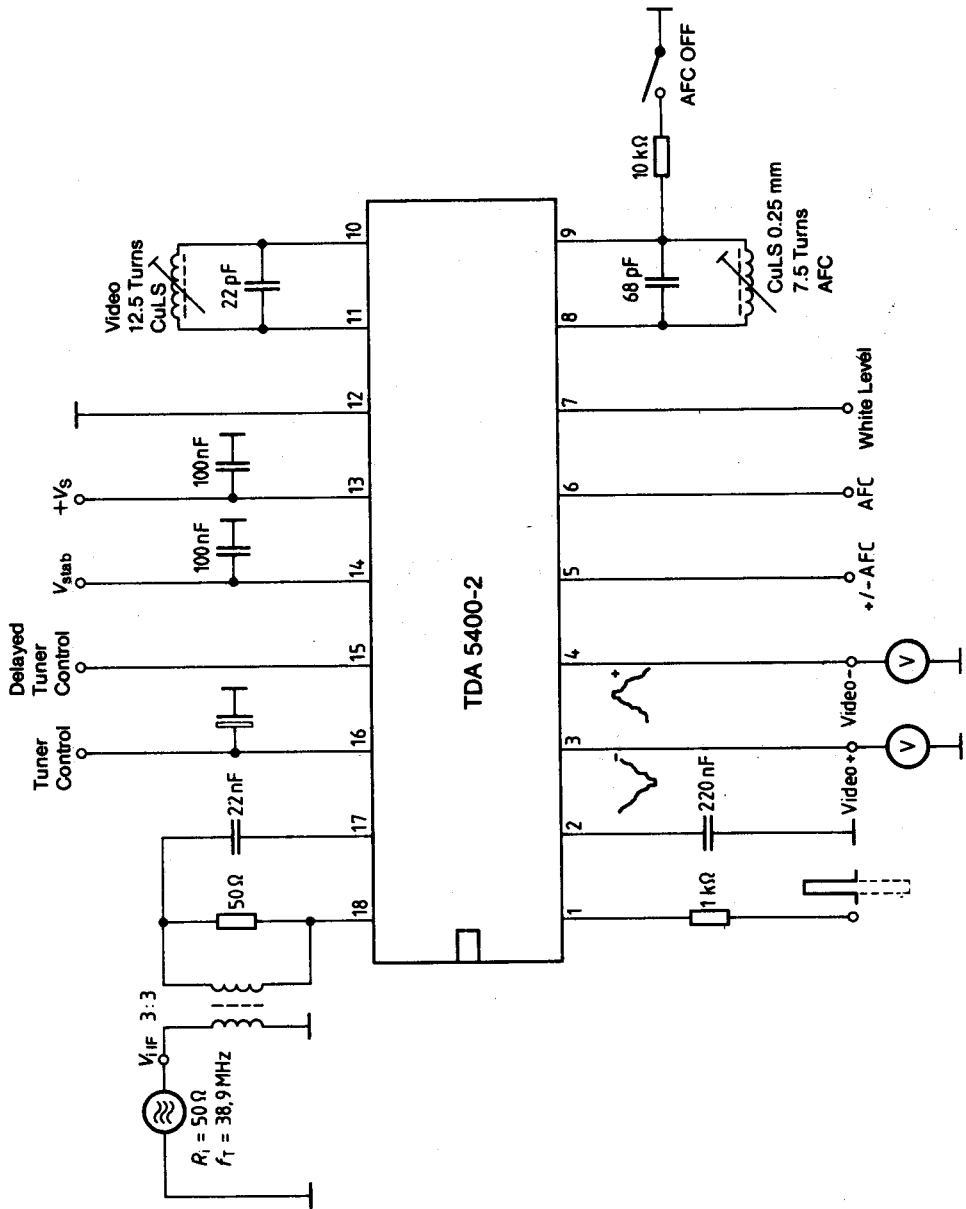 Video
12.5 Turns
CuLS
22 pF
+Vs
100 nF
Vstab
100 nF
Delayed
Tuner
Control
Tuner
Control
22 nF
50 Ω
ViIF 3:3
Ri = 50 Ω
fT = 38,9 MHz
18
17
16
15
14
13
12
11
10
TDA 5400-2
1
2
3
4
5
6
7
8
9
1 kΩ
220 nF
-
+
Video+
Video-
V
V
+/- AFC
AFC
White Level
68 pF
10 kΩ
AFC OFF
CuLS 0.25 mm
7.5 Turns
AFC